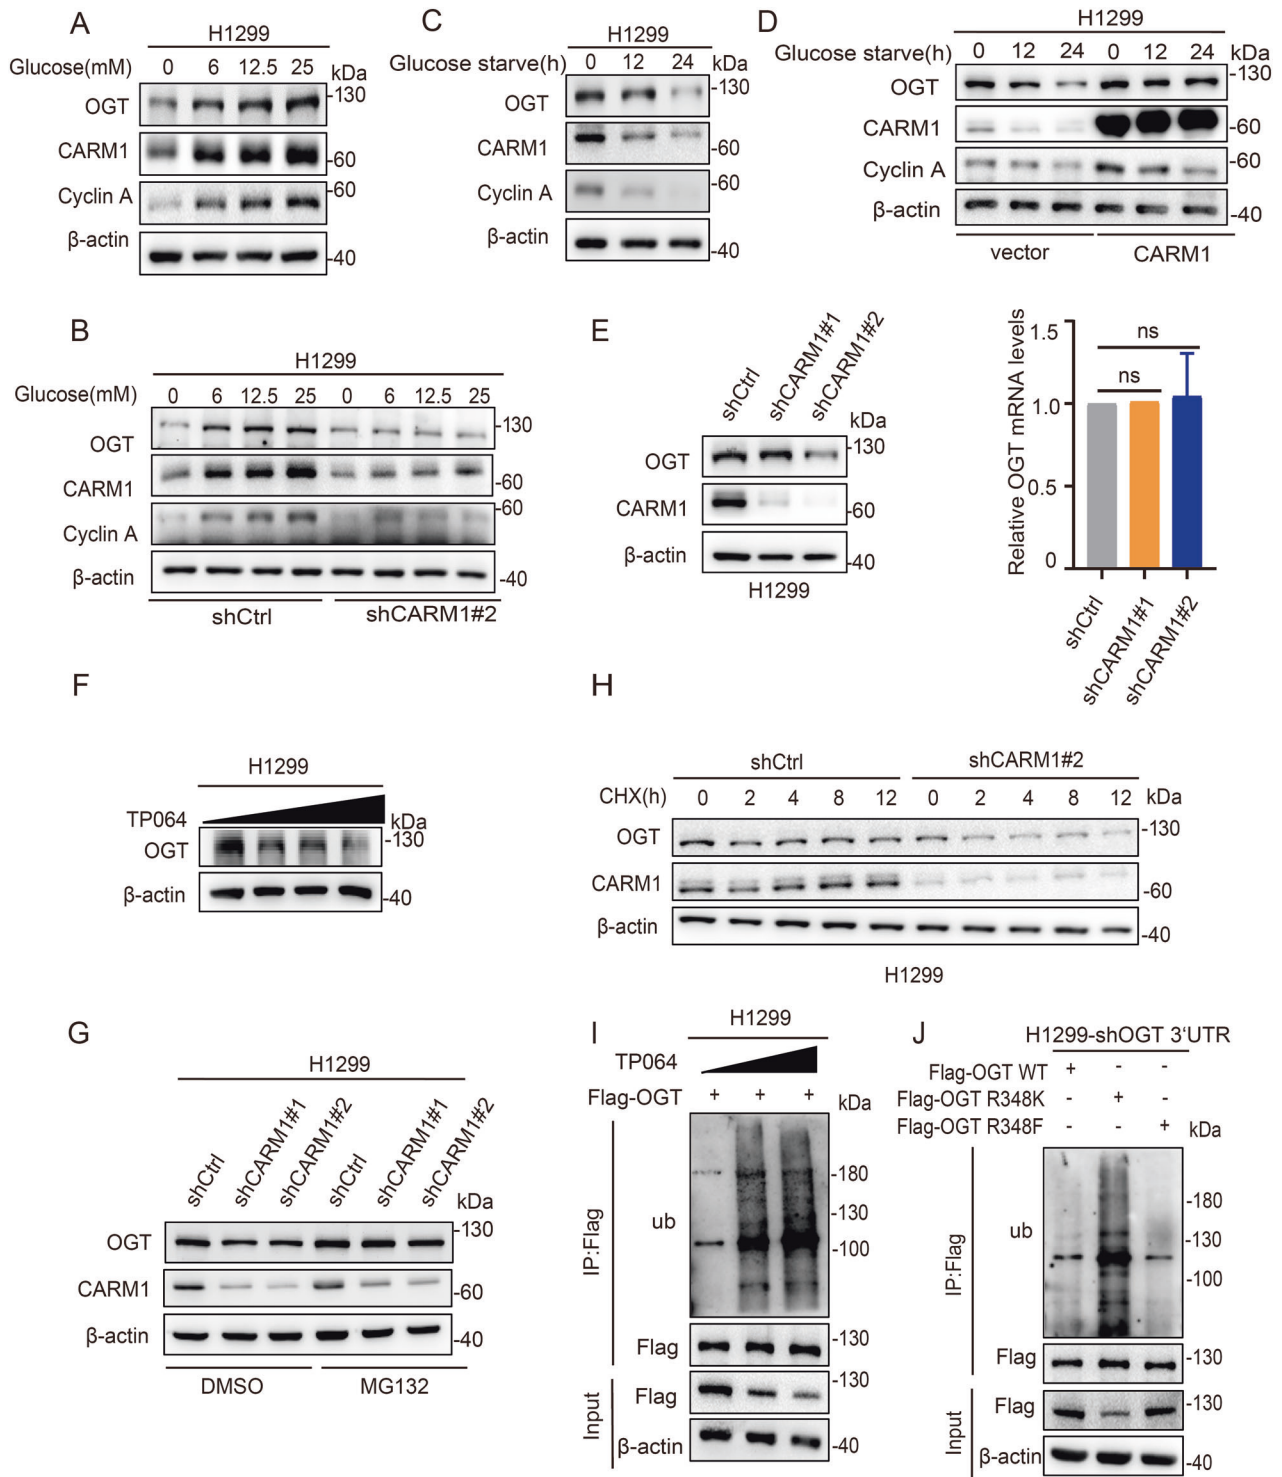 A
H1299
Glucose(mM) 0 6 12.5 25 kDa
OGT -130
CARM1 -60
Cyclin A -60
β-actin -40
B
H1299
Glucose(mM) 0 6 12.5 25 0 6 12.5 25
OGT -130
CARM1 -60
Cyclin A -60
β-actin -40
shCtrl shCARM1#2
C
H1299
Glucose starve(h) 0 12 24 kDa
OGT -130
CARM1 -60
Cyclin A -60
β-actin -40
D
H1299
Glucose starve(h) 0 12 24 0 12 24 kDa
OGT -130
CARM1 -60
Cyclin A -60
β-actin -40
vector CARM1
E
shCtrl shCARM1#1 shCARM1#2
kDa
OGT -130
CARM1 -60
β-actin -40
H1299
Relative OGT mRNA levels
1.5
1.0
0.5
0
ns
ns
shCtrl
shCARM1#1
shCARM1#2
F
H1299
TP064 kDa
OGT -130
β-actin -40
H
shCtrl shCARM1#2
CHX(h) 0 2 4 8 12 0 2 4 8 12 kDa
OGT -130
CARM1 -60
β-actin -40
H1299
G
H1299
shCtrl shCARM1#1 shCARM1#2 shCtrl shCARM1#1 shCARM1#2
kDa
OGT -130
CARM1 -60
β-actin -40
DMSO MG132
I
H1299
TP064
Flag-OGT + + + kDa
IP:Flag
ub
-180
-130
-100
Flag -130
Input
Flag -130
β-actin -40
J
H1299-shOGT 3'UTR
Flag-OGT WT + - -
Flag-OGT R348K - + -
Flag-OGT R348F - - + kDa
IP:Flag
ub
-180
-130
-100
Flag -130
Input
Flag -130
β-actin -40